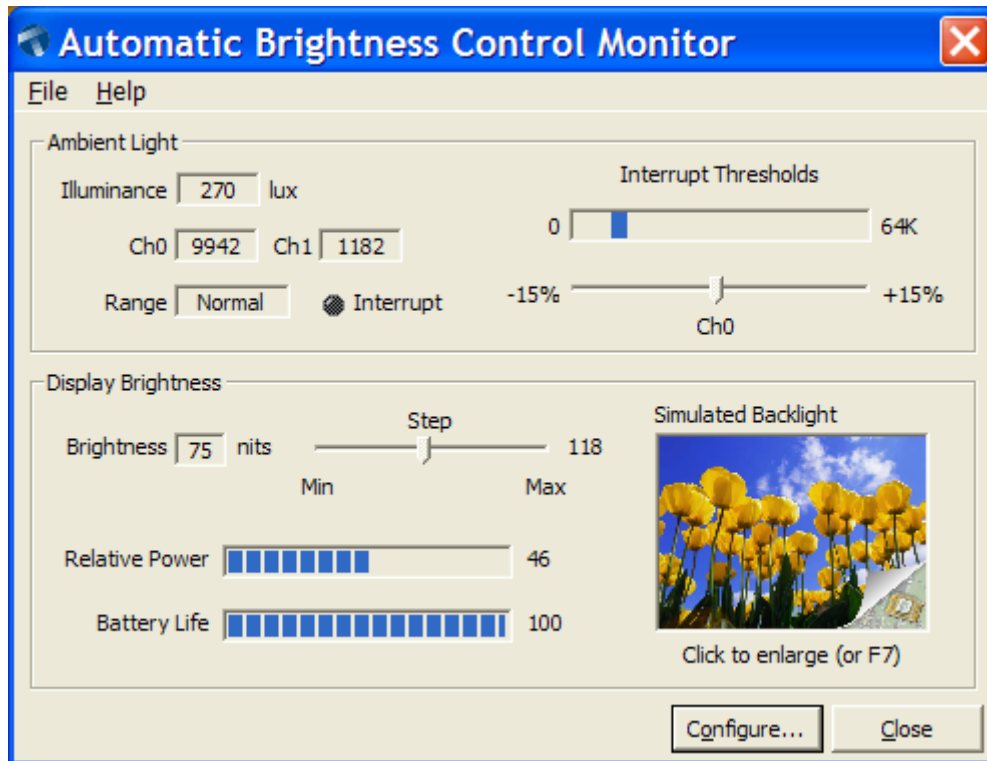 Automatic Brightness Control Monitor
File Help
Ambient Light
Illuminance 270 lux
Ch0 9942 Ch1 1182
Range Normal Interrupt
Interrupt Thresholds
0 64K
-15% +15%
Ch0
Display Brightness
Brightness 75 nits
Step
118
Min Max
Relative Power 46
Battery Life 100
Simulated Backlight
Click to enlarge (or F7)
Configure... Close